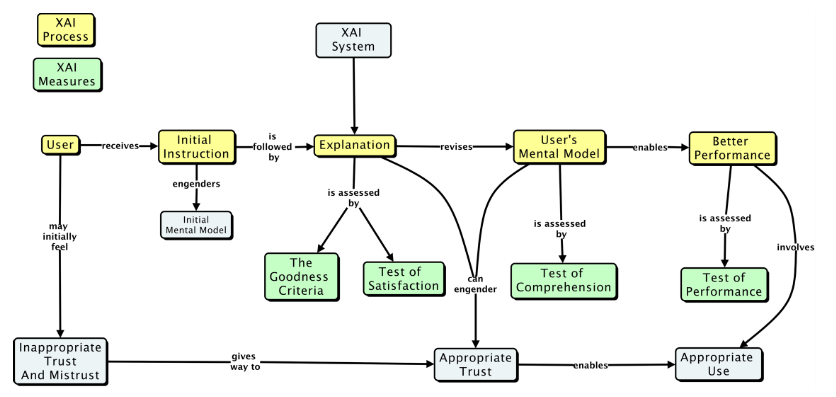 XAI
Process
XAI
System
XAI
Measures
User
receives
Initial
Instruction
is
followed
by
Explanation
revises
User's
Mental Model
enables
Better
Performance
engenders
Initial
Mental Model
is assessed
by
is assessed
by
is assessed
by
may
initially
feel
involves
The
Goodness
Criteria
Test of
Satisfaction
can
engender
Test of
Comprehension
Test of
Performance
Inappropriate
Trust
And Mistrust
gives
way to
Appropriate
Trust
enables
Appropriate
Use